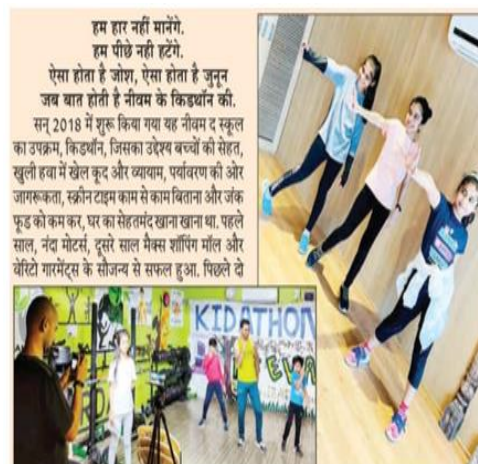 हम हार नहीं मानेंगे.
हम पीछे नही हटेंगे.
ऐसा होता है जोश, ऐसा होता है जुनून
जब बात होती है नीवम के किडथॉन की.
सन् 2018 में शुरू किया गया यह नीवम द स्कूल
का उपक्रम, किडथॉन, जिसका उद्देश्य बच्चों की सेहत,
खुली हवा में खेल कूद और व्यायाम, पर्यावरण की ओर
जागरूकता, स्क्रीन टाइम काम से काम बिताना और जंक
फूड को कम कर, घर का सेहतमंद खाना खाना था. पहले
साल, नंदा मोटर्स, दूसरे साल मैक्स शॉपिंग मॉल और
वेरिटो गारमेंट्स के सौजन्य से सफल हुआ. पिछले दो
KIDATHON